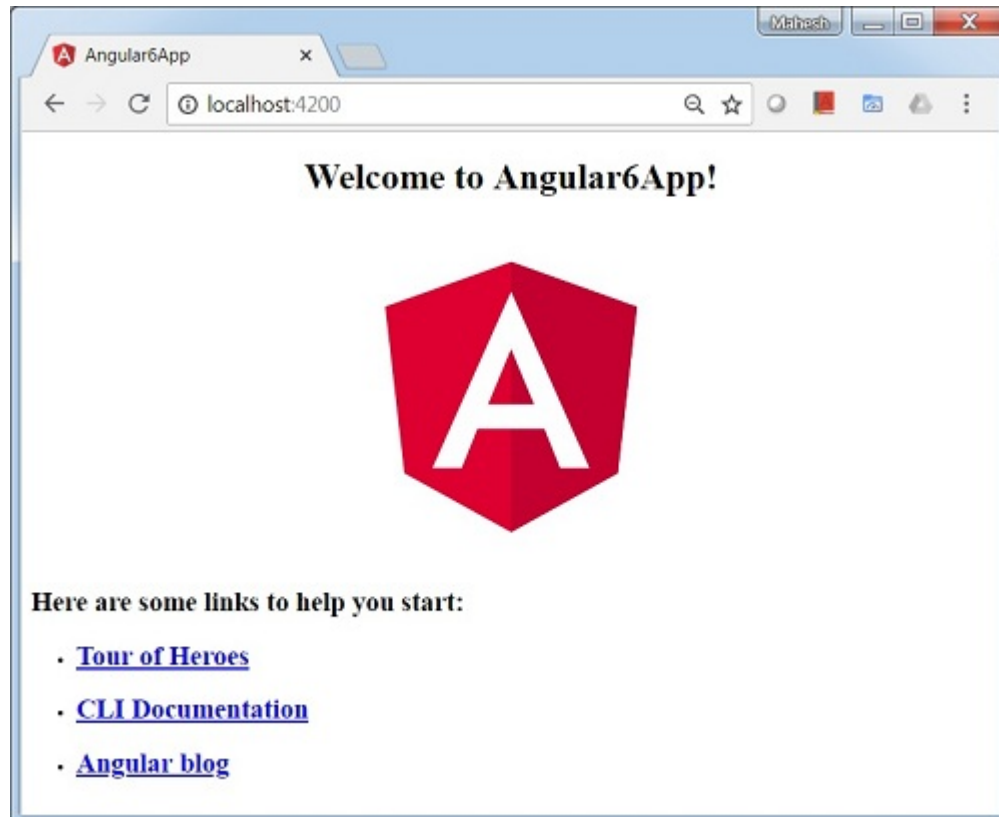 Mahesh
Angular6App
localhost:4200
Welcome to Angular6App!
A
Here are some links to help you start:
Tour of Heroes
CLI Documentation
Angular blog